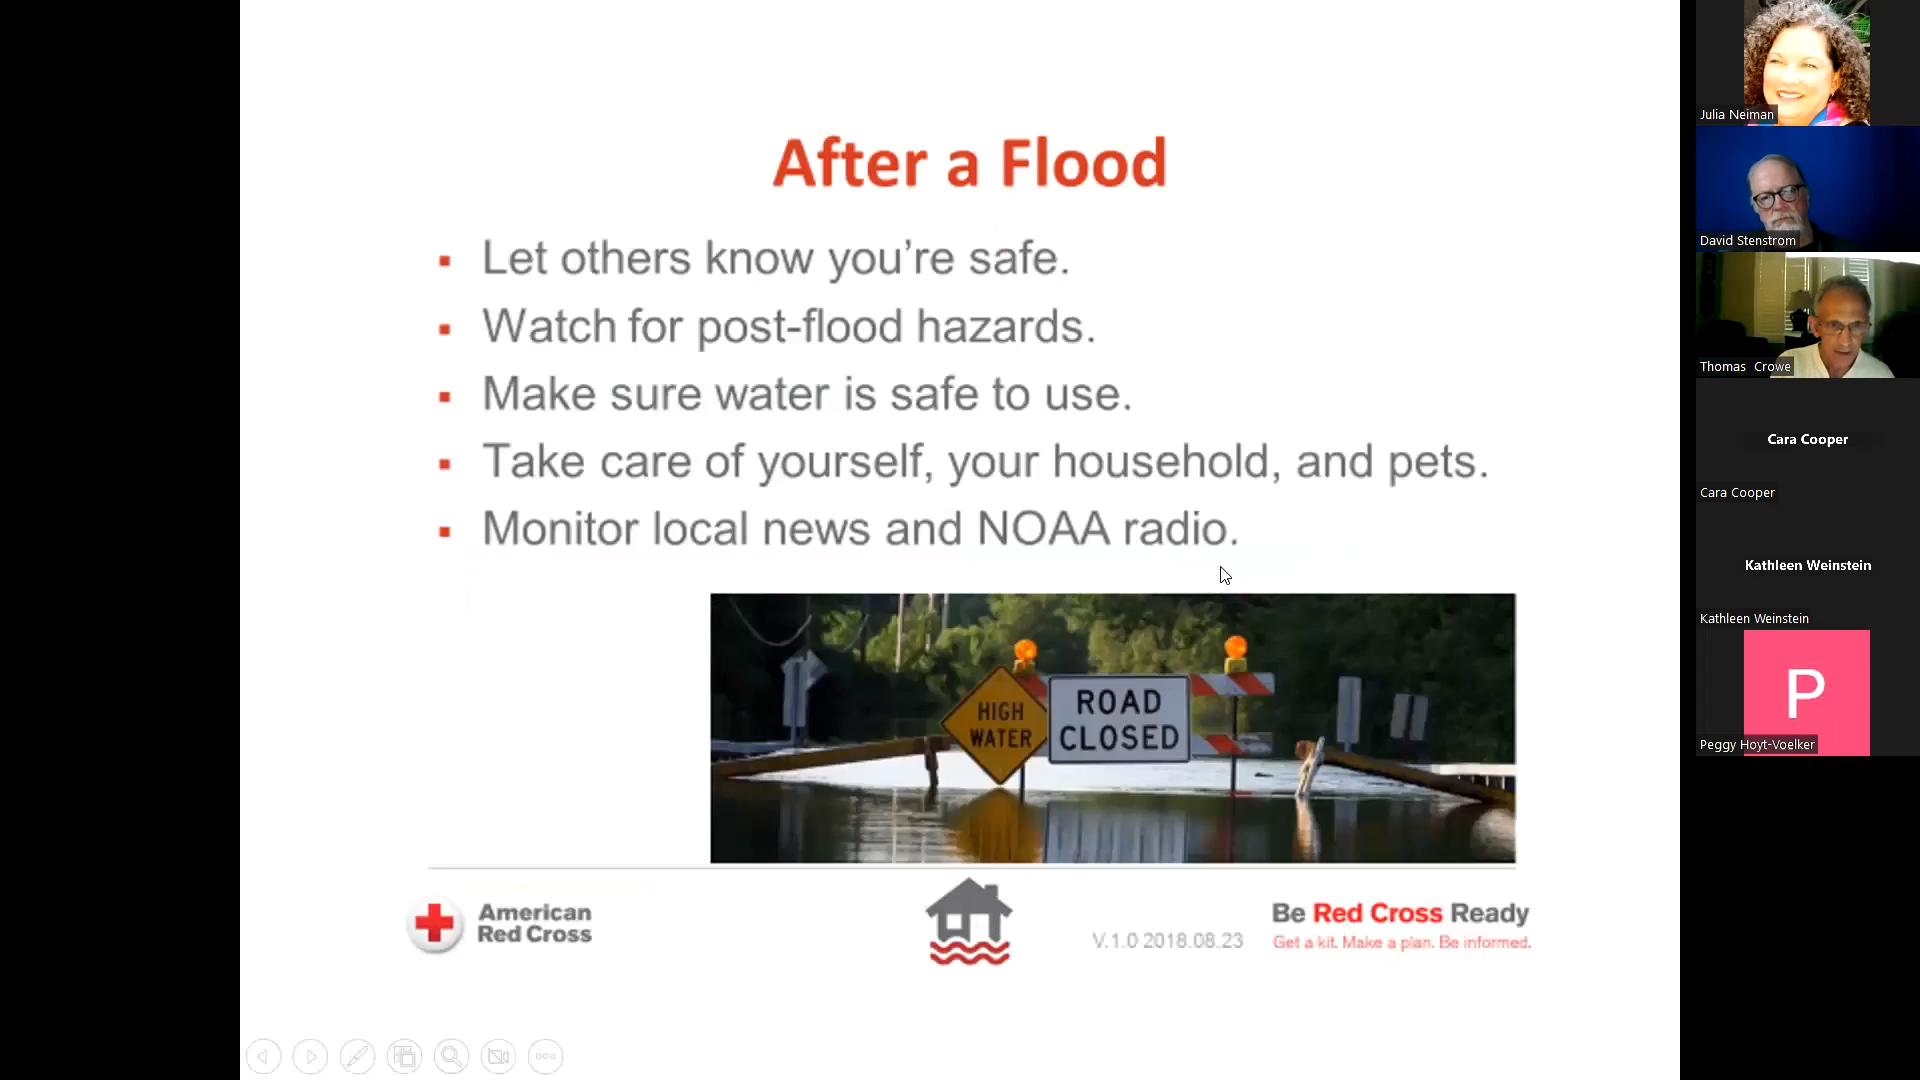 After a Flood
Let others know you’re safe.
Watch for post-flood hazards.
Make sure water is safe to use.
Take care of yourself, your household, and pets.
Monitor local news and NOAA radio.
HIGH
WATER
ROAD
CLOSED
American
Red Cross
V.1.0 2018.08.23
Be Red Cross Ready
Get a kit. Make a plan. Be informed.
Julia Neiman
David Stenstrom
Thomas Crowe
Cara Cooper
Cara Cooper
Kathleen Weinstein
Kathleen Weinstein
P
Peggy Hoyt-Voelker